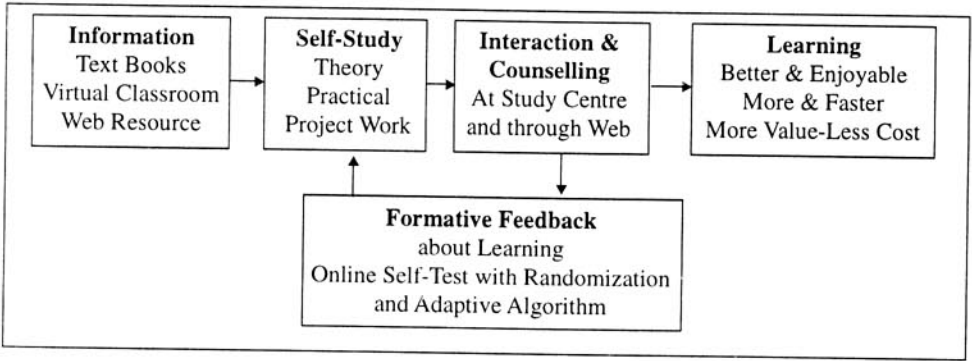 Information
Text Books
Virtual Classroom
Web Resource
Self-Study
Theory
Practical
Project Work
Interaction &
Counselling
At Study Centre
and through Web
Learning
Better & Enjoyable
More & Faster
More Value-Less Cost
Formative Feedback
about Learning
Online Self-Test with Randomization
and Adaptive Algorithm